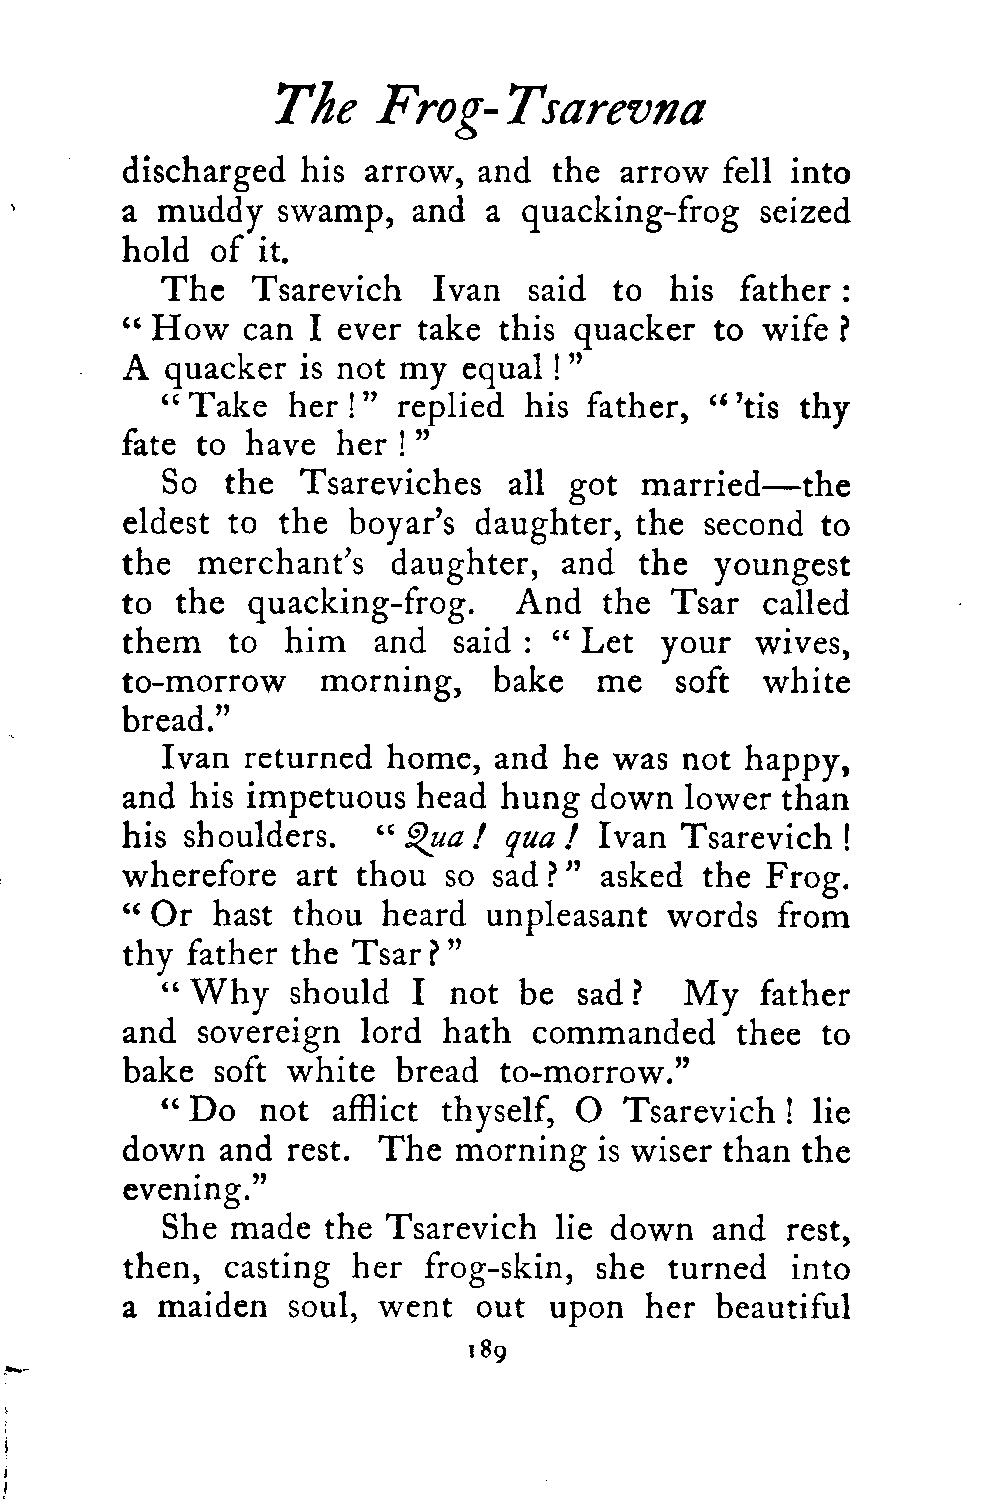 The Frog-Tsarevna
discharged his arrow, and the arrow fell into
a muddy swamp, and a quacking-frog seized
hold of it.
The Tsarevich Ivan said to his father :
“ How can I ever take this quacker to wife ?
A quacker is not my equal ! ”
“ Take her ! ” replied his father, “ ’tis thy
fate to have her ! ”
So the Tsareviches all got married—the
eldest to the boyar’s daughter, the second to
the merchant’s daughter, and the youngest
to the quacking-frog. And the Tsar called
them to him and said : “ Let your wives,
to-morrow morning, bake me soft white
bread.”
Ivan returned home, and he was not happy,
and his impetuous head hung down lower than
his shoulders. “ Qua ! qua ! Ivan Tsarevich !
wherefore art thou so sad ? ” asked the Frog.
“ Or hast thou heard unpleasant words from
thy father the Tsar ? ”
“ Why should I not be sad ? My father
and sovereign lord hath commanded thee to
bake soft white bread to-morrow.”
“ Do not afflict thyself, O Tsarevich ! lie
down and rest. The morning is wiser than the
evening.”
She made the Tsarevich lie down and rest,
then, casting her frog-skin, she turned into
a maiden soul, went out upon her beautiful
189